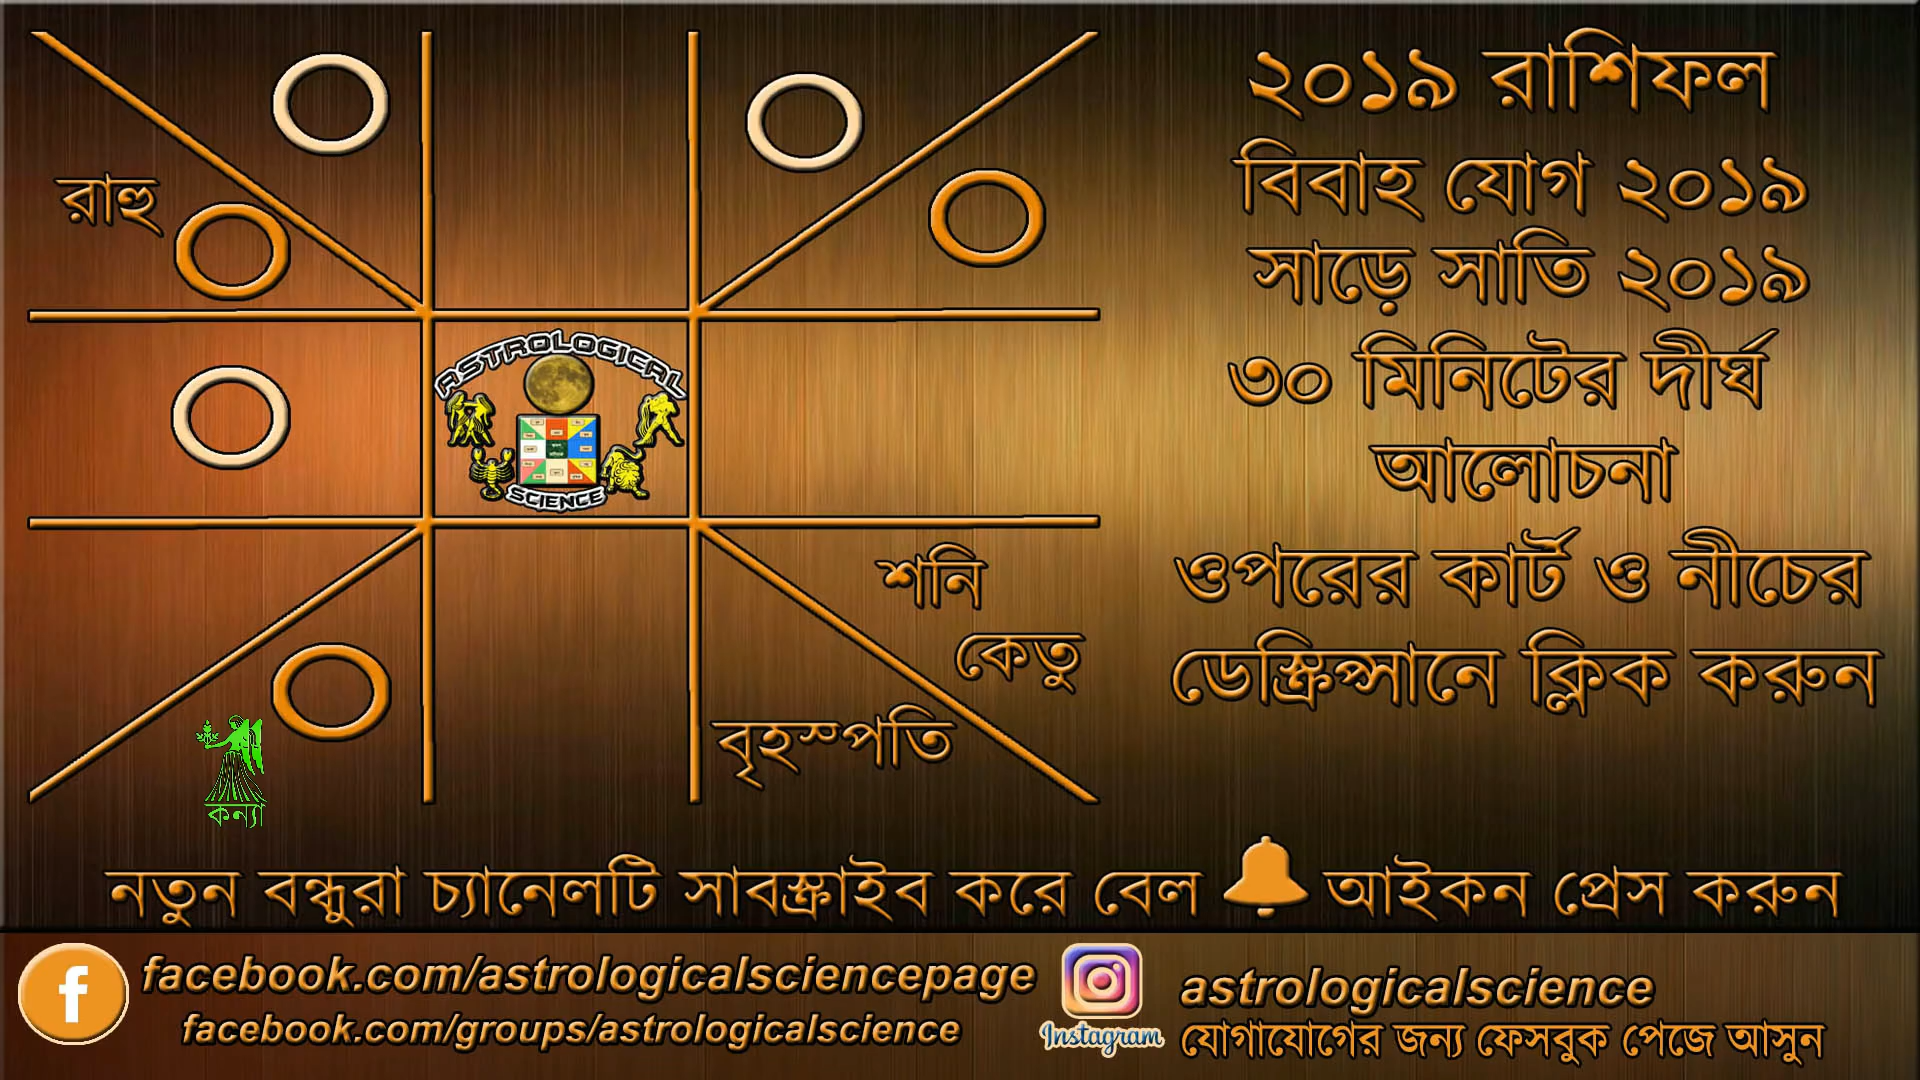 ২০১৯ রাশিফল
বিবাহ যোগ ২০১৯
সাড়ে সাতি ২০১৯
৩০ মিনিটের দীর্ঘ
আলোচনা
ওপরের কার্ট ও নীচের
ডেস্ক্রিপ্সানে ক্লিক করুন
রাহু
ASTROLOGICAL
SCIENCE
শনি
কেতু
বৃহস্পতি
কন্যা
নতুন বন্ধুরা চ্যানেলটি সাবস্ক্রাইব করে বেল আইকন প্রেস করুন
f facebook.com/astrologicalsciencepage
facebook.com/groups/astrologicalscience
Instagram
astrologicalscience
যোগাযোগের জন্য ফেসবুক পেজে আসুন